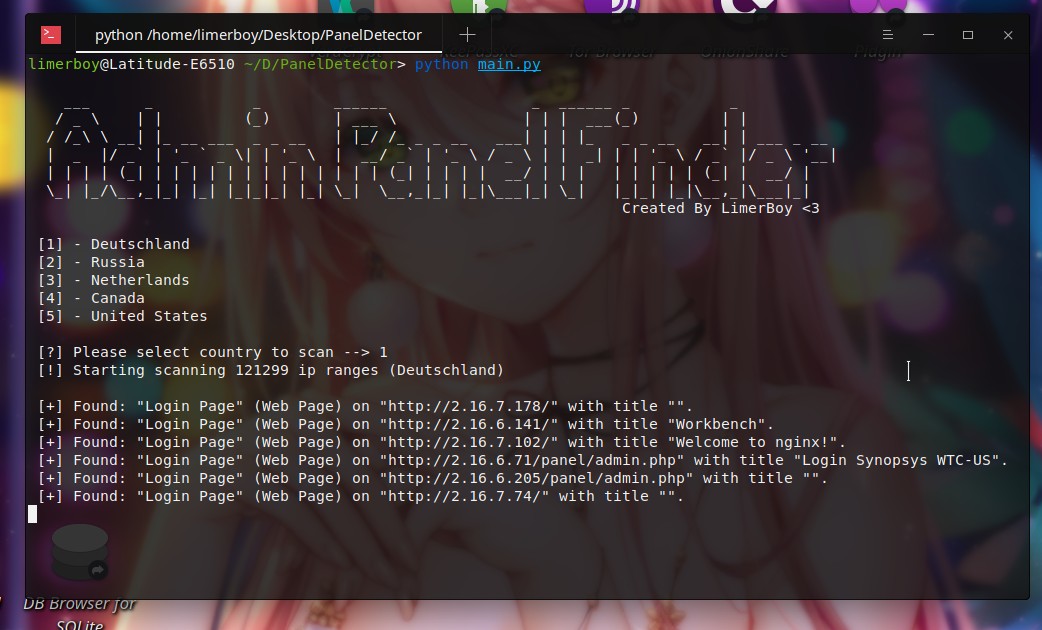 python /home/limerboy/Desktop/PanelDetector
limerboy@Latitude-E6510 ~/D/PanelDetector> python main.py
Admin Panel Finder
Created By LimerBoy <3
[1] - Deutschland
[2] - Russia
[3] - Netherlands
[4] - Canada
[5] - United States
[?] Please select country to scan --> 1
[!] Starting scanning 121299 ip ranges (Deutschland)
[+] Found: "Login Page" (Web Page) on "http://2.16.7.178/" with title "".
[+] Found: "Login Page" (Web Page) on "http://2.16.6.141/" with title "Workbench".
[+] Found: "Login Page" (Web Page) on "http://2.16.7.102/" with title "Welcome to nginx!".
[+] Found: "Login Page" (Web Page) on "http://2.16.6.71/panel/admin.php" with title "Login Synopsys WTC-US".
[+] Found: "Login Page" (Web Page) on "http://2.16.6.205/panel/admin.php" with title "".
[+] Found: "Login Page" (Web Page) on "http://2.16.7.74/" with title "".
DB Browser for
SQLite